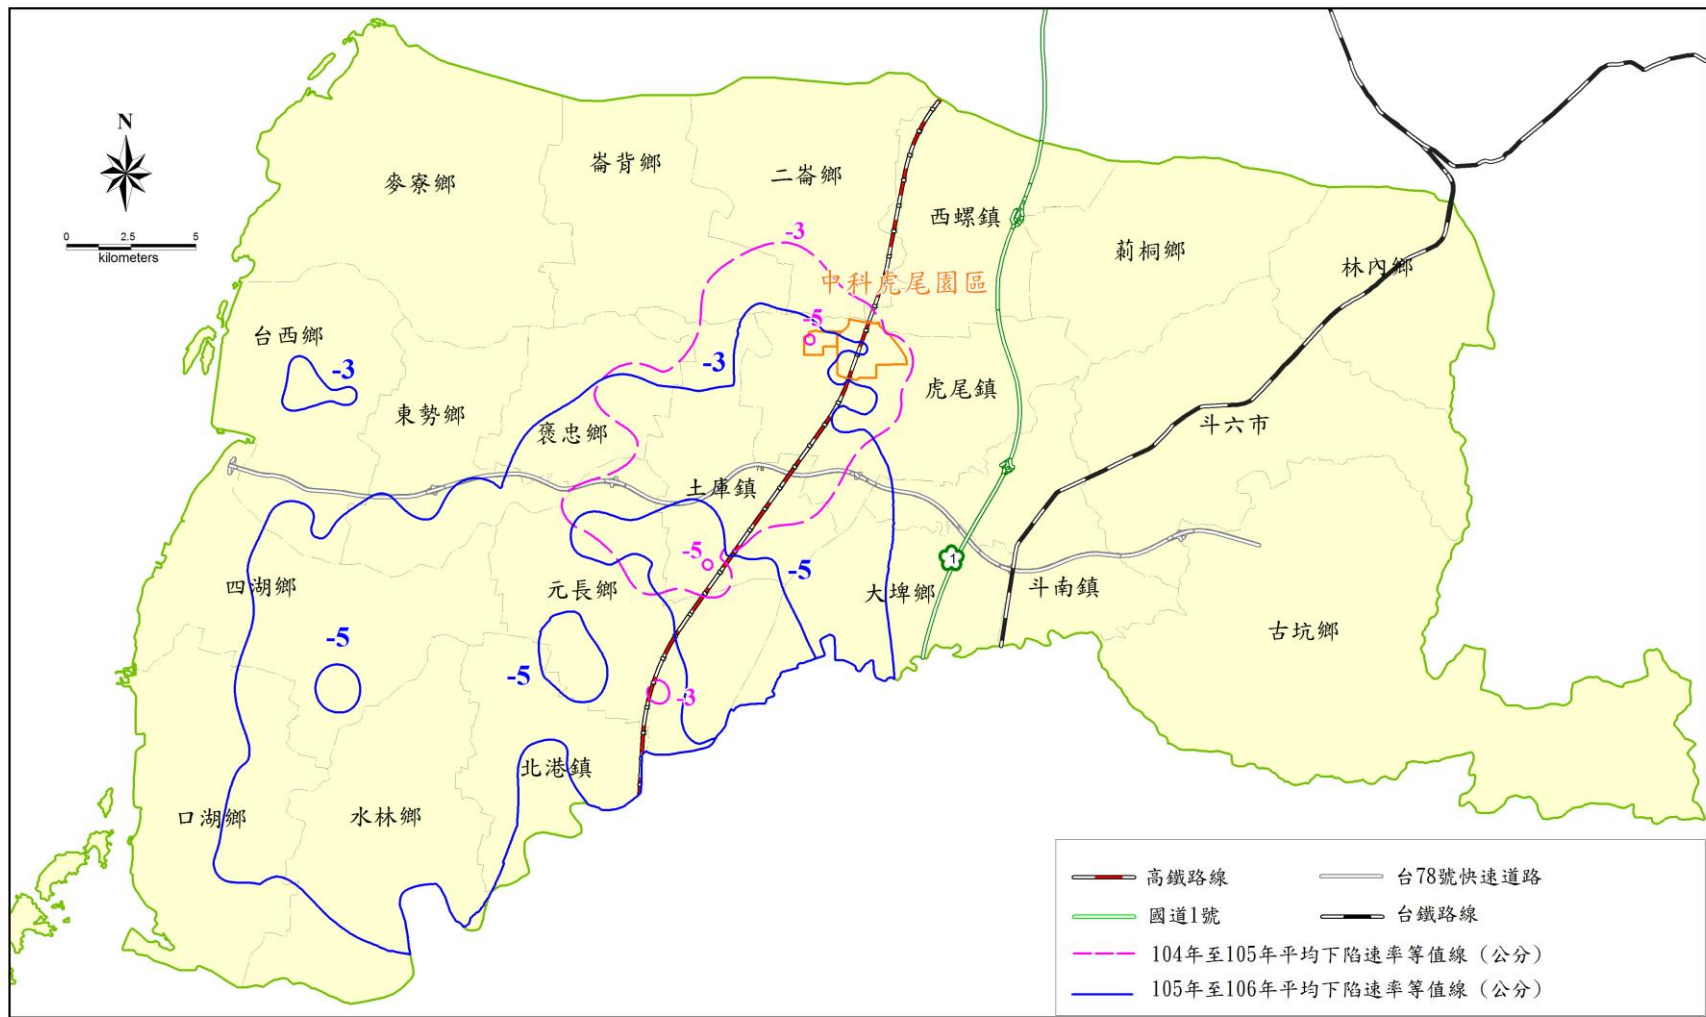 N
0 2.5 5
kilometers
麥寮鄉
崙背鄉
二崙鄉
西螺鎮
莿桐鄉
林內鄉
-3
中科虎尾園區
-5
台西鄉
-3
-3
東勢鄉
褒忠鄉
虎尾鎮
斗六市
土庫鎮
78
-5
-5
1
四湖鄉
元長鄉
大埤鄉
斗南鎮
古坑鄉
-5
-5
-3
口湖鄉
水林鄉
北港鎮
高鐵路線
台78號快速道路
國道1號
台鐵路線
104年至105年平均下陷速率等值線（公分）
105年至106年平均下陷速率等值線（公分）